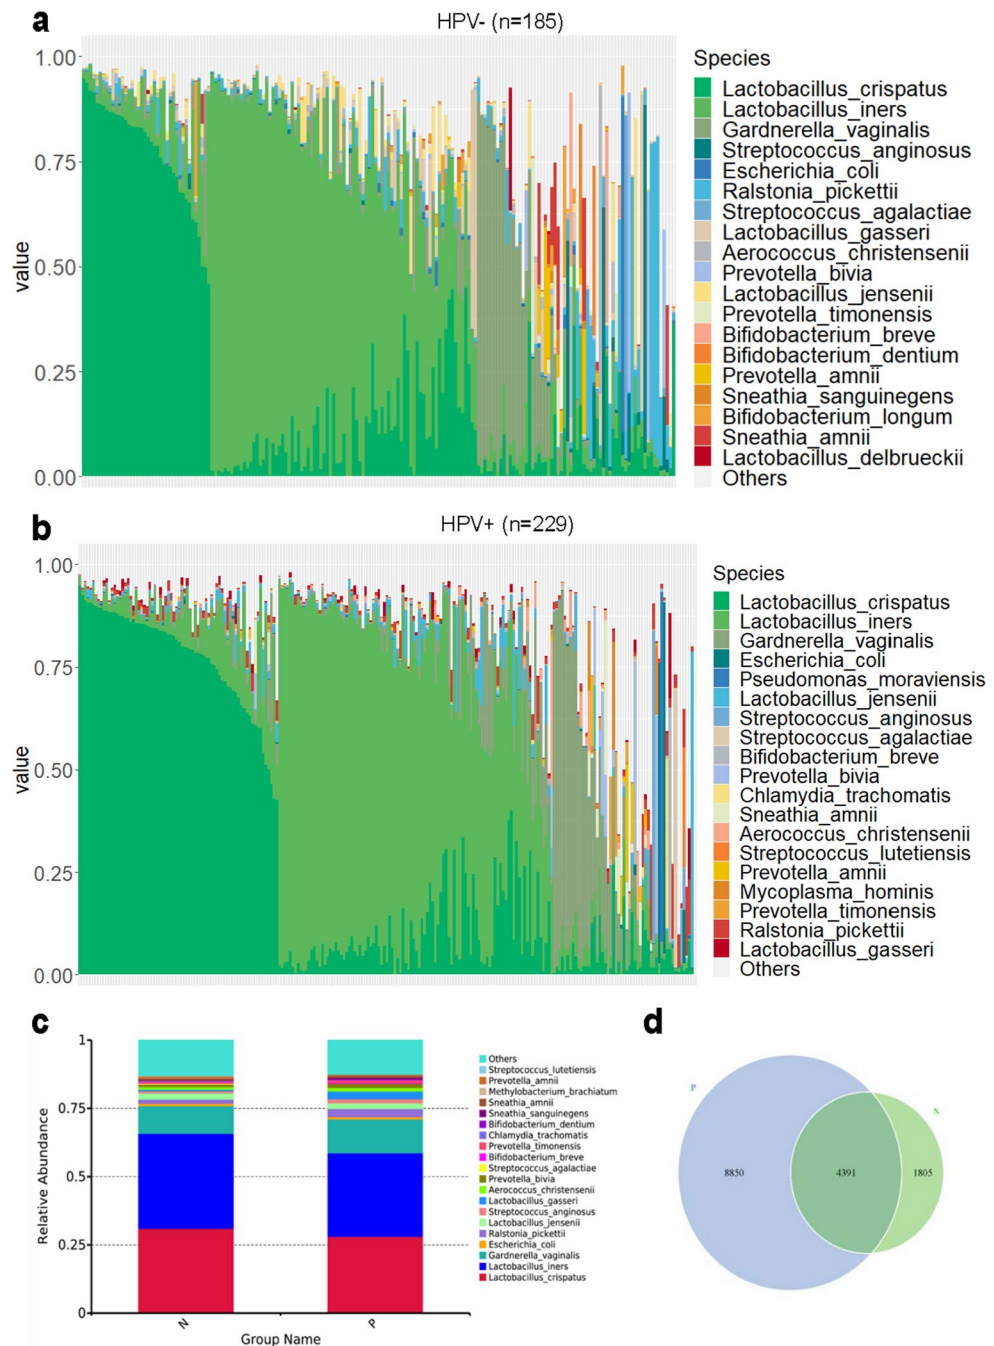 a
HPV- (n=185)
1.00
0.75
0.50
0.25
0.00
value
Species
Lactobacillus_crispatus
Lactobacillus_iners
Gardnerella_vaginalis
Streptococcus_anginosus
Escherichia_coli
Ralstonia_pickettii
Streptococcus_agalactiae
Lactobacillus_gasseri
Aerococcus_christensenii
Prevotella_bivia
Lactobacillus_jensenii
Prevotella_timonensis
Bifidobacterium_breve
Bifidobacterium_dentium
Prevotella_amnii
Sneathia_sanguinegens
Bifidobacterium_longum
Sneathia_amnii
Lactobacillus_delbrueckii
Others
b
HPV+ (n=229)
1.00
0.75
0.50
0.25
0.00
value
Species
Lactobacillus_crispatus
Lactobacillus_iners
Gardnerella_vaginalis
Escherichia_coli
Pseudomonas_moraviensis
Lactobacillus_jensenii
Streptococcus_anginosus
Streptococcus_agalactiae
Bifidobacterium_breve
Prevotella_bivia
Chlamydia_trachomatis
Sneathia_amnii
Aerococcus_christensenii
Streptococcus_lutetiensis
Prevotella_amnii
Mycoplasma_hominis
Prevotella_timonensis
Ralstonia_pickettii
Lactobacillus_gasseri
Others
c
1
0.75
0.5
0.25
0
Relative Abundance
N
P
Group Name
Others
Streptococcus_lutetiensis
Prevotella_amnii
Methylobacterium_brachiatum
Sneathia_amnii
Sneathia_sanguinegens
Bifidobacterium_dentium
Chlamydia_trachomatis
Prevotella_timonensis
Bifidobacterium_breve
Streptococcus_agalactiae
Prevotella_bivia
Aerococcus_christensenii
Lactobacillus_gasseri
Streptococcus_anginosus
Lactobacillus_jensenii
Ralstonia_pickettii
Escherichia_coli
Gardnerella_vaginalis
Lactobacillus_iners
Lactobacillus_crispatus
d
P
N
8850
4391
1805